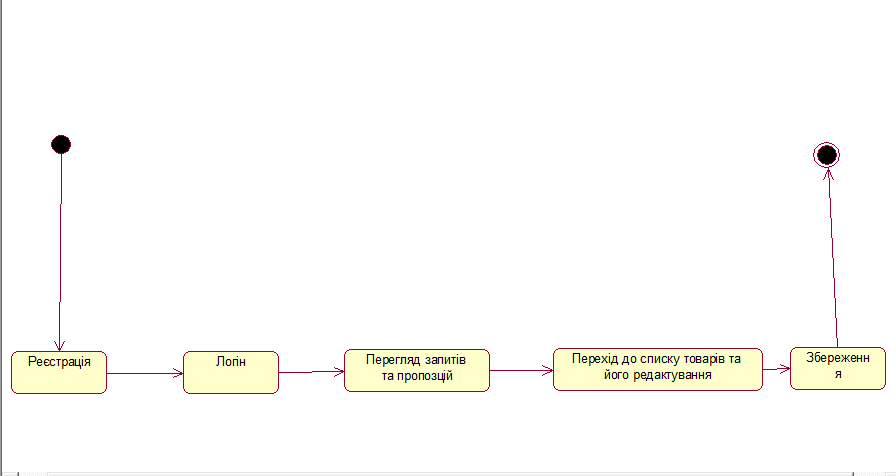 Реєстрація
Логін
Перегляд запитів
та пропозцій
Перехід до списку товарів та
його редактування
Збереженн
я